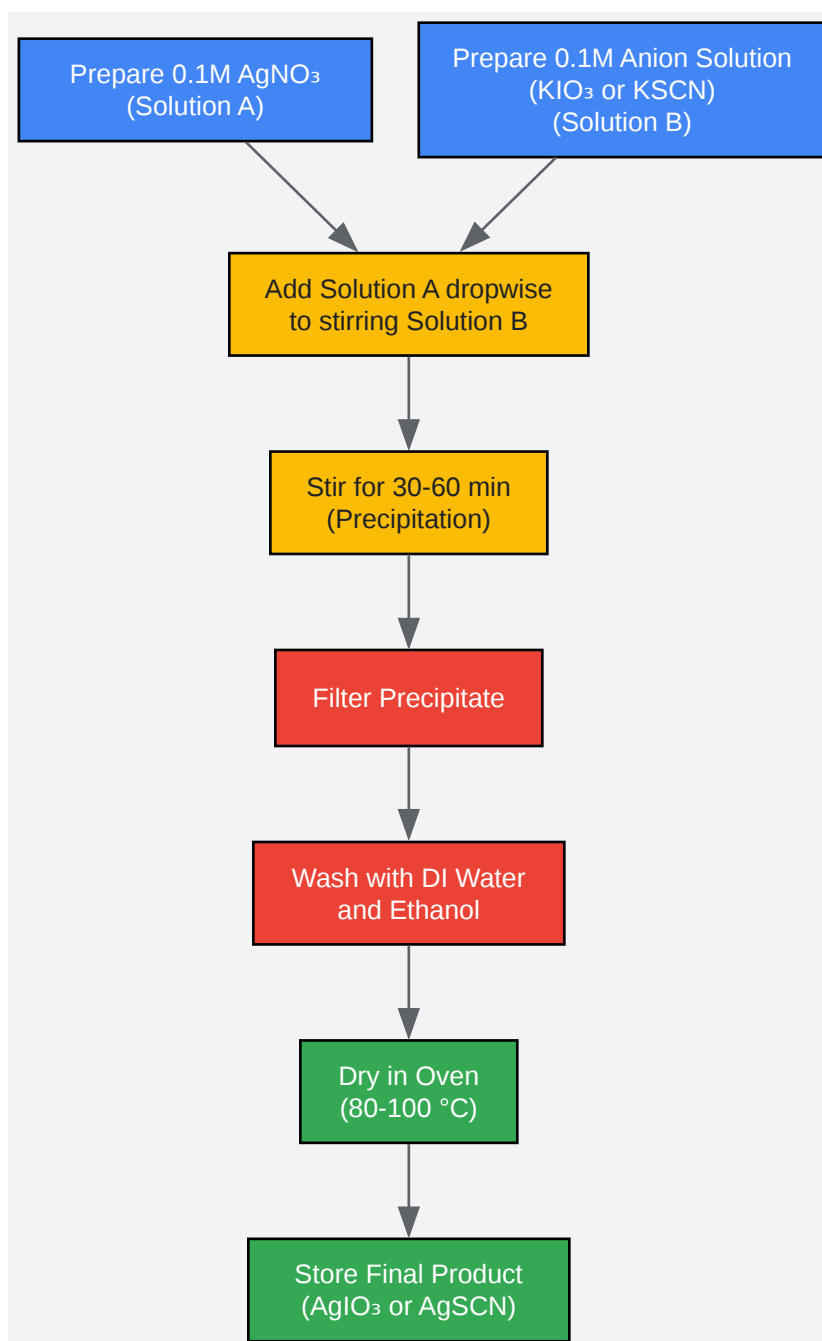 Prepare 0.1M AgNO₃
(Solution A)
Prepare 0.1M Anion Solution
(KIO₃ or KSCN)
(Solution B)
Add Solution A dropwise
to stirring Solution B
Stir for 30-60 min
(Precipitation)
Filter Precipitate
Wash with DI Water
and Ethanol
Dry in Oven
(80-100 °C)
Store Final Product
(AgIO₃ or AgSCN)